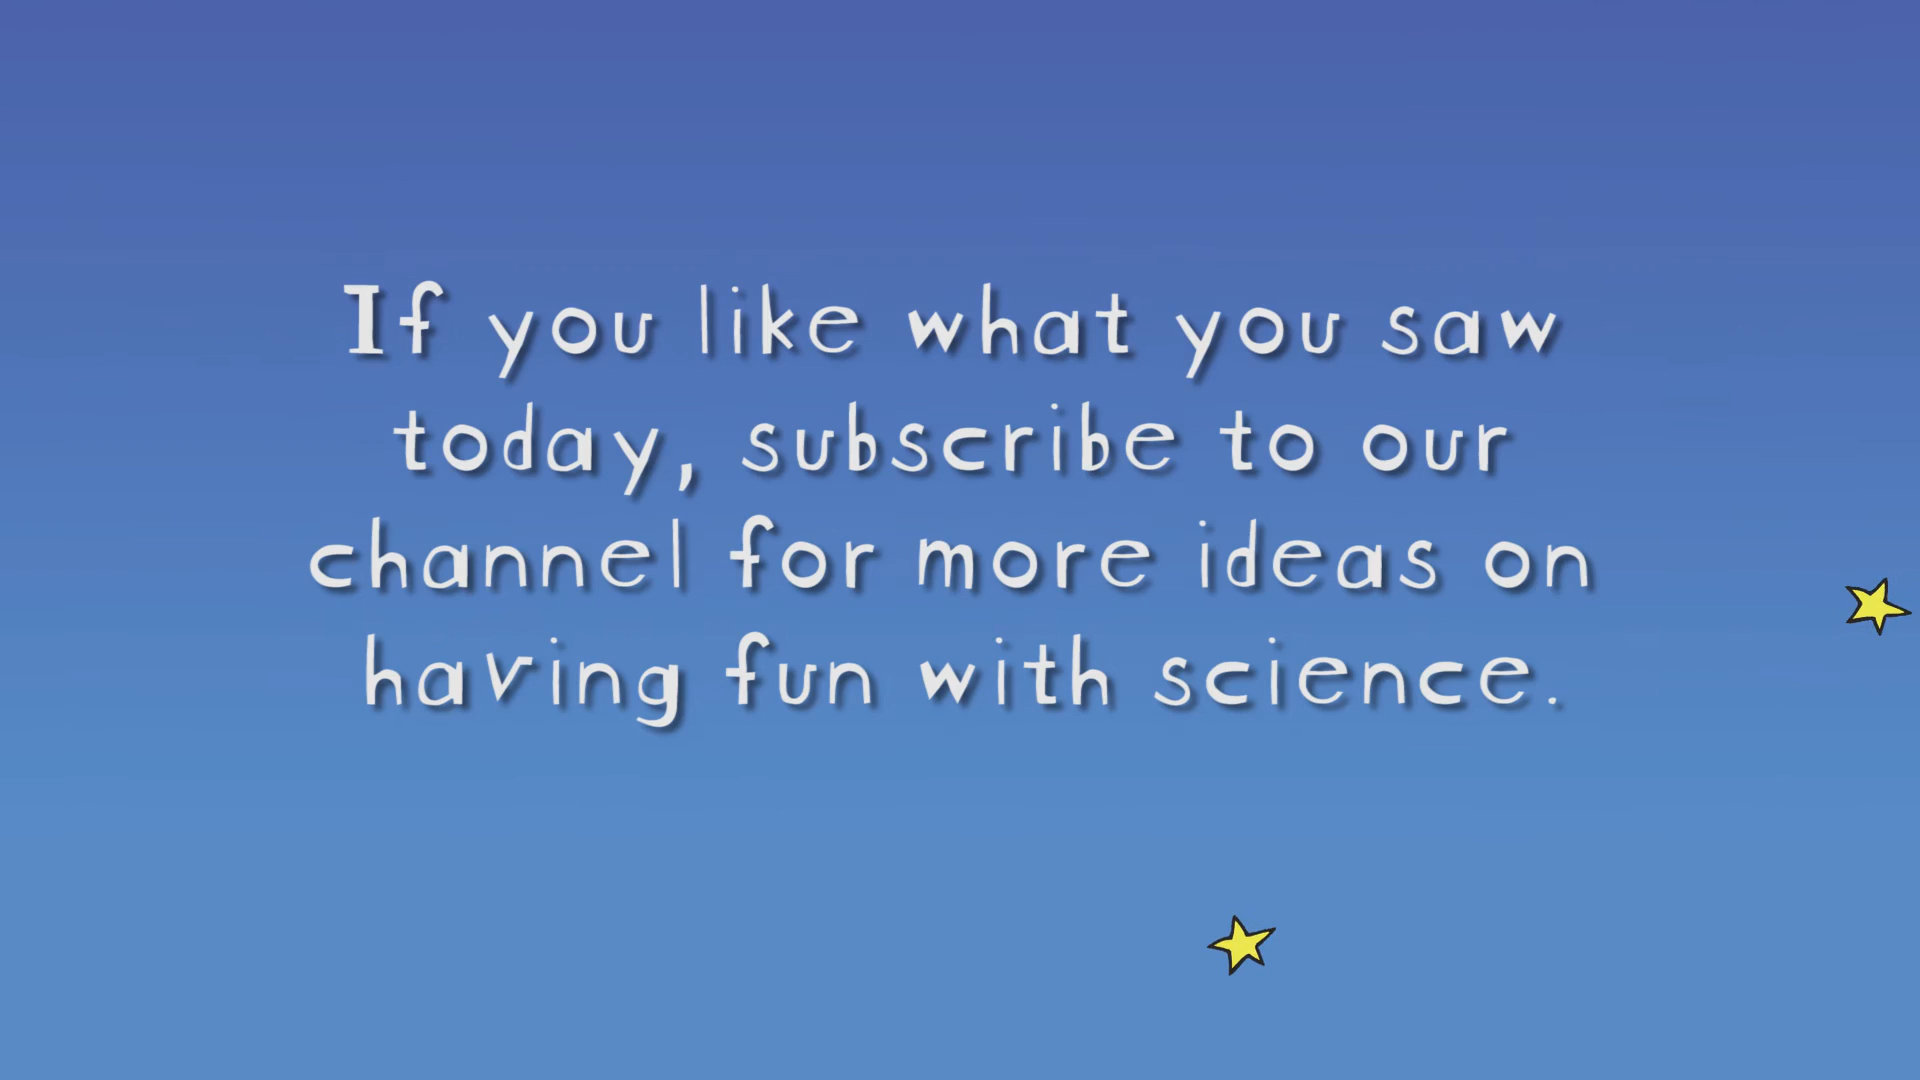 If you like what you saw
today, subscribe to our
channel for more ideas on
having fun with science.